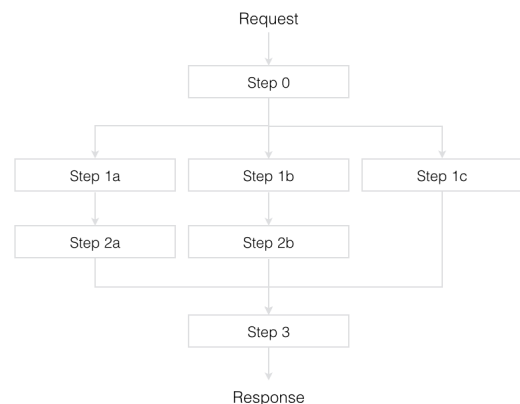 Request
Step 0
Step 1a
Step 1b
Step 1c
Step 2a
Step 2b
Step 3
Response